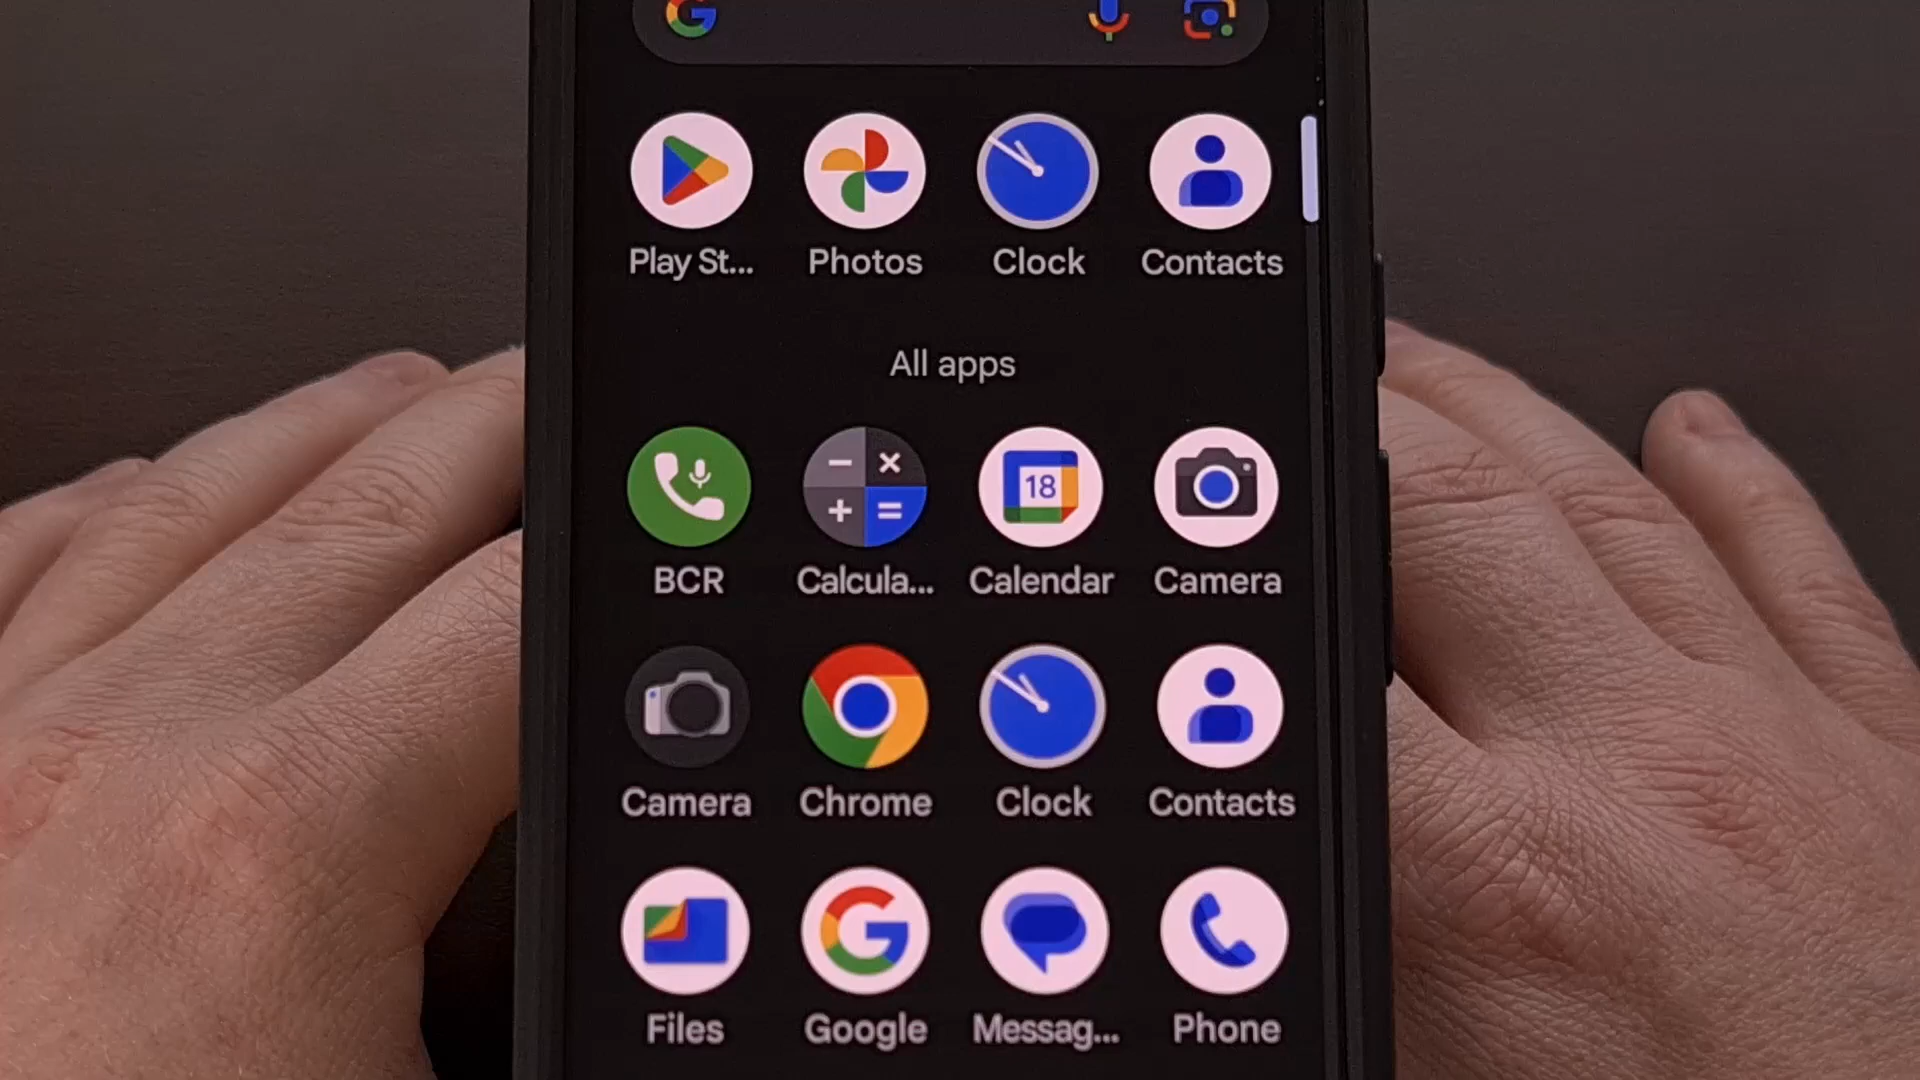 Play St... Photos Clock Contacts
All apps
− × + =
18
BCR Calcula... Calendar Camera
Camera Chrome Clock Contacts
Files Google Messag... Phone